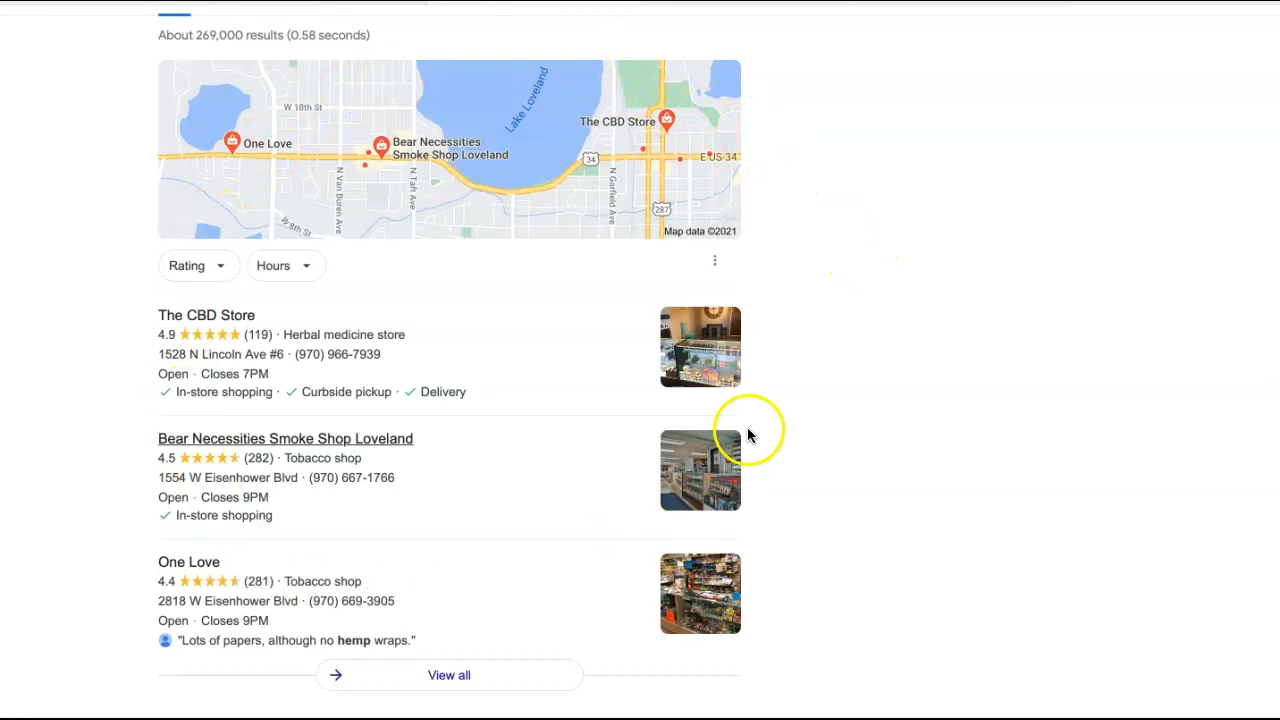 About 269,000 results (0.58 seconds)
Lake Loveland
W 18th St
The CBD Store
One Love
Bear Necessities
Smoke Shop Loveland
34
E US 34
N Van Buren Ave
N Taft Ave
N Garfield Ave
287
W 8th St
Map data ©2021
Rating
Hours
The CBD Store
4.9 (119) · Herbal medicine store
1528 N Lincoln Ave #6 · (970) 966-7939
Open · Closes 7PM
In-store shopping · Curbside pickup · Delivery
Bear Necessities Smoke Shop Loveland
4.5 (282) · Tobacco shop
1554 W Eisenhower Blvd · (970) 667-1766
Open · Closes 9PM
In-store shopping
One Love
4.4 (281) · Tobacco shop
2818 W Eisenhower Blvd · (970) 669-3905
Open · Closes 9PM
"Lots of papers, although no hemp wraps."
View all